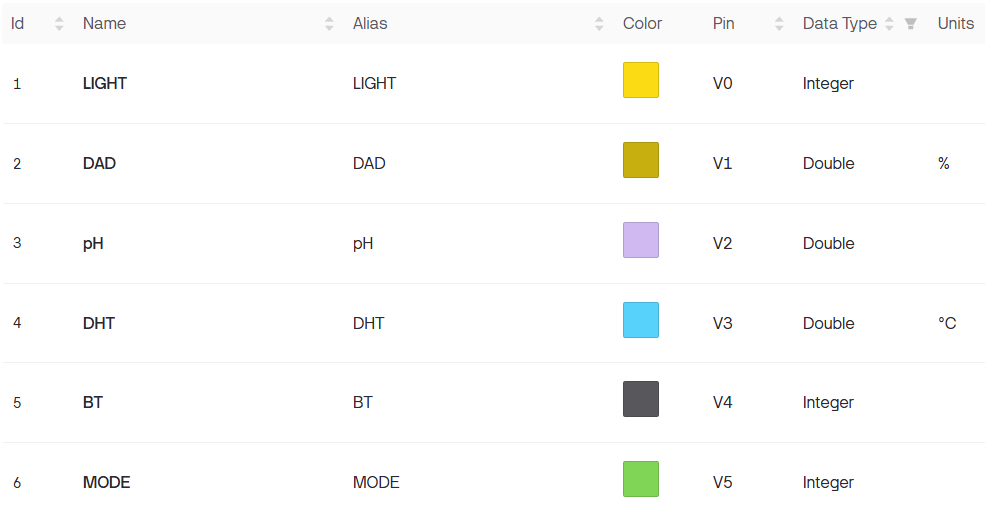 Id Name Alias Color Pin Data Type Units
1 LIGHT LIGHT V0 Integer
2 DAD DAD V1 Double %
3 pH pH V2 Double
4 DHT DHT V3 Double °C
5 BT BT V4 Integer
6 MODE MODE V5 Integer